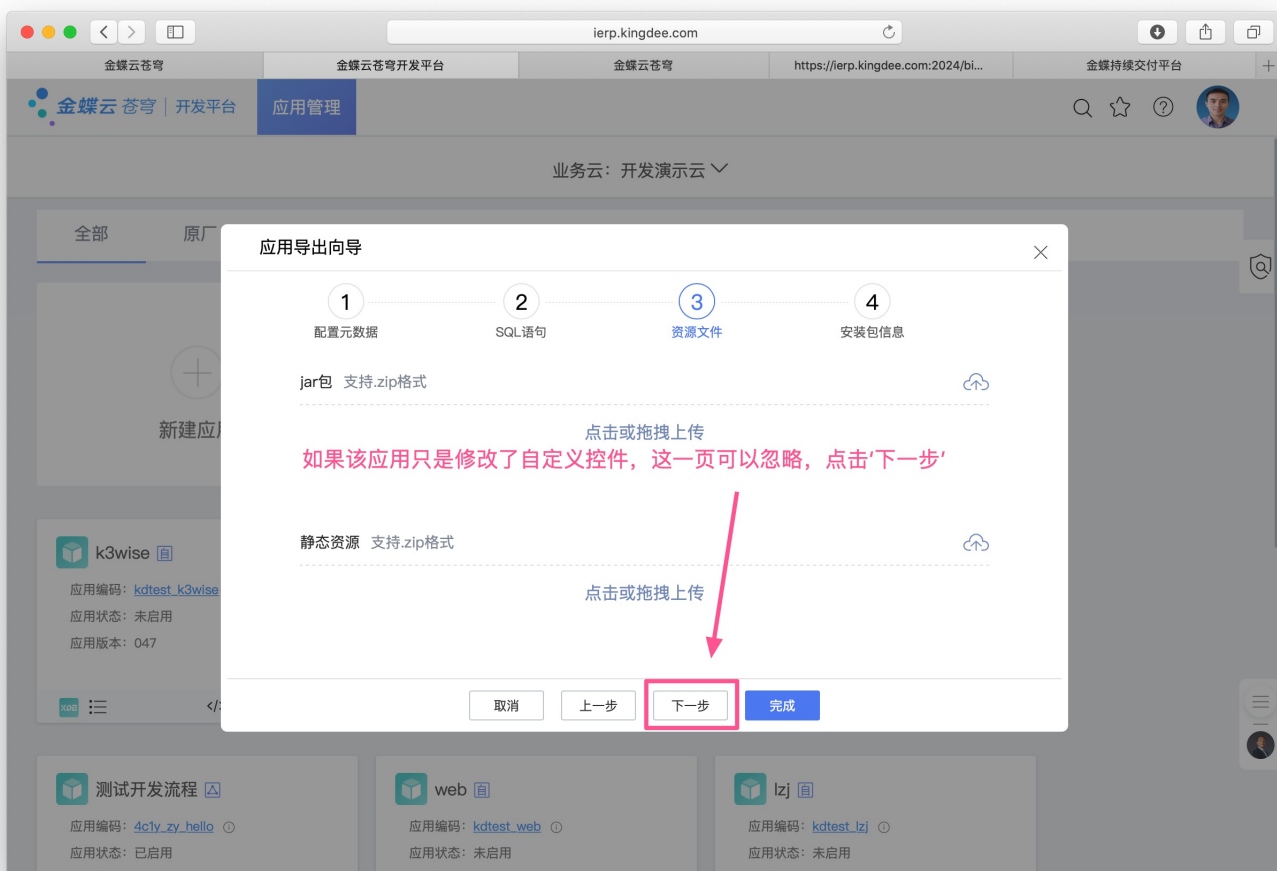 ierp.kingdee.com
金蝶云苍穹
金蝶云苍穹开发平台
金蝶云苍穹
https://ierp.kingdee.com:2024/bi...
金蝶持续交付平台
金蝶云 苍穹 | 开发平台
应用管理
业务云：开发演示云
全部
原厂
应用导出向导
1
2
3
4
配置元数据
SQL语句
资源文件
安装包信息
jar包 支持.zip格式
点击或拖拽上传
新建应用
如果该应用只是修改了自定义控件，这一页可以忽略，点击‘下一步’
静态资源 支持.zip格式
点击或拖拽上传
k3wise 自
应用编码：kdtest_k3wise
应用状态：未启用
应用版本：047
取消
上一步
下一步
完成
测试开发流程
web 自
lzj 自
应用编码：4c1y_zy_hello
应用编码：kdtest_web
应用编码：kdtest_lzj
应用状态：已启用
应用状态：未启用
应用状态：未启用